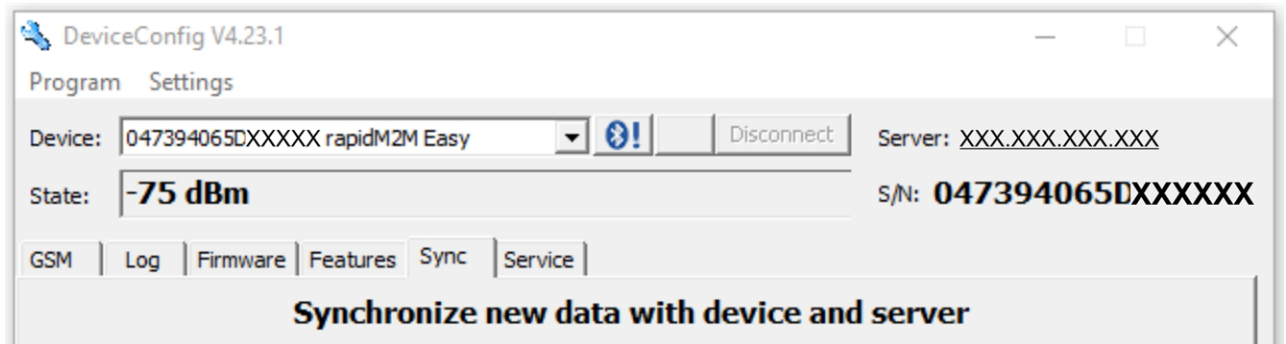 DeviceConfig V4.23.1
Program Settings
Device: 047394065DXXXXX rapidM2M Easy Disconnect Server: XXX.XXX.XXX.XXX
State: -75 dBm S/N: 047394065DXXXXXX
GSM Log Firmware Features Sync Service
Synchronize new data with device and server